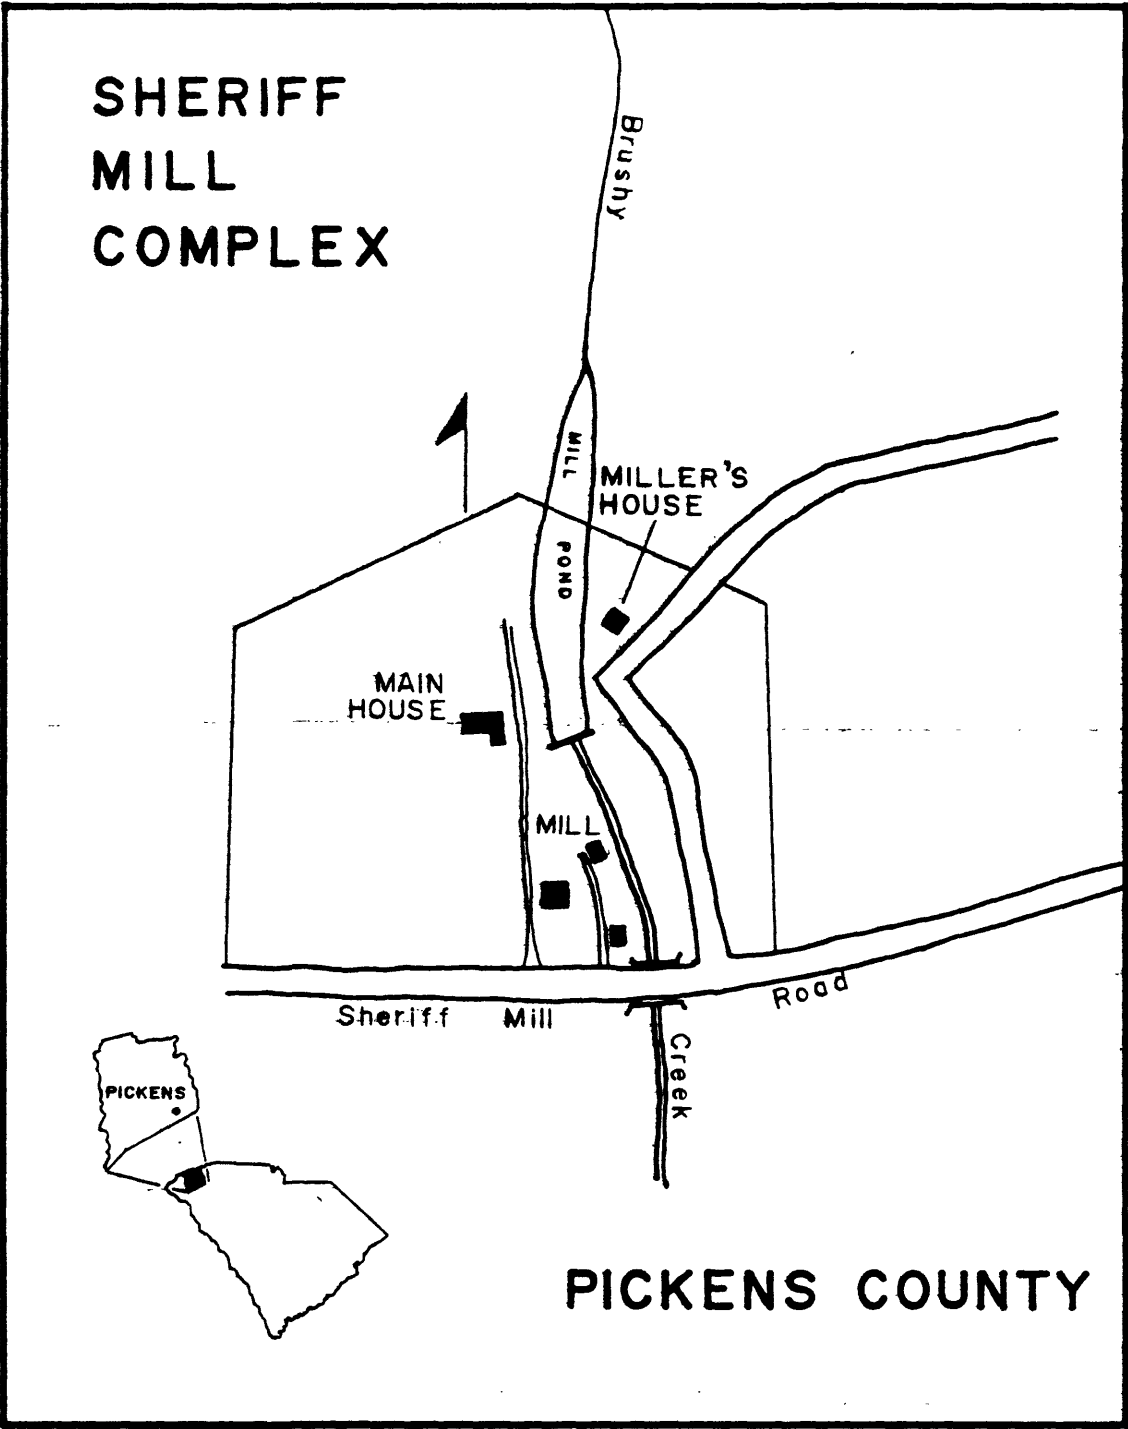 SHERIFF
MILL
COMPLEX
Brushy
MILL POND
MILLER'S
HOUSE
MAIN
HOUSE
MILL
Sheriff Mill Road
Creek
PICKENS
PICKENS COUNTY